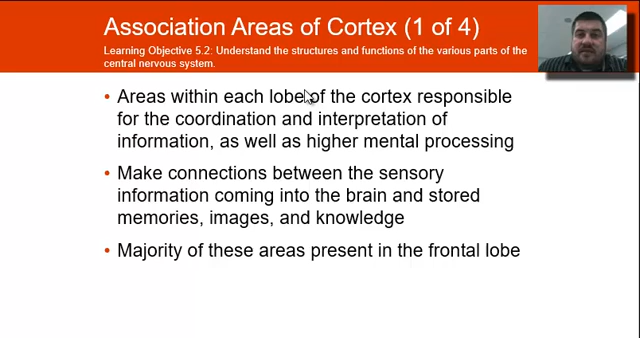 Association Areas of Cortex (1 of 4)
Learning Objective 5.2: Understand the structures and functions of the various parts of the
central nervous system.
• Areas within each lobe of the cortex responsible
for the coordination and interpretation of
information, as well as higher mental processing
• Make connections between the sensory
information coming into the brain and stored
memories, images, and knowledge
• Majority of these areas present in the frontal lobe